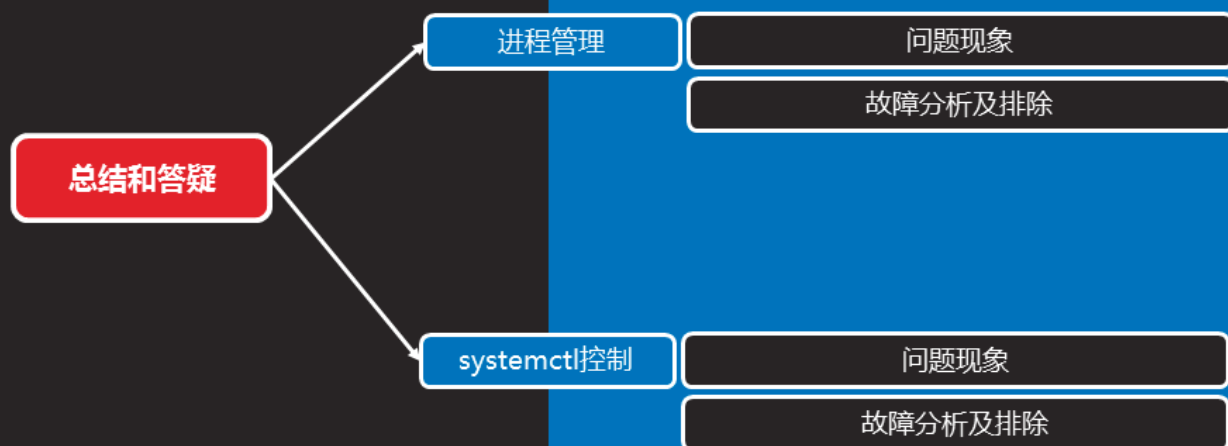 进程管理
问题现象
故障分析及排除
总结和答疑
systemctl控制
问题现象
故障分析及排除